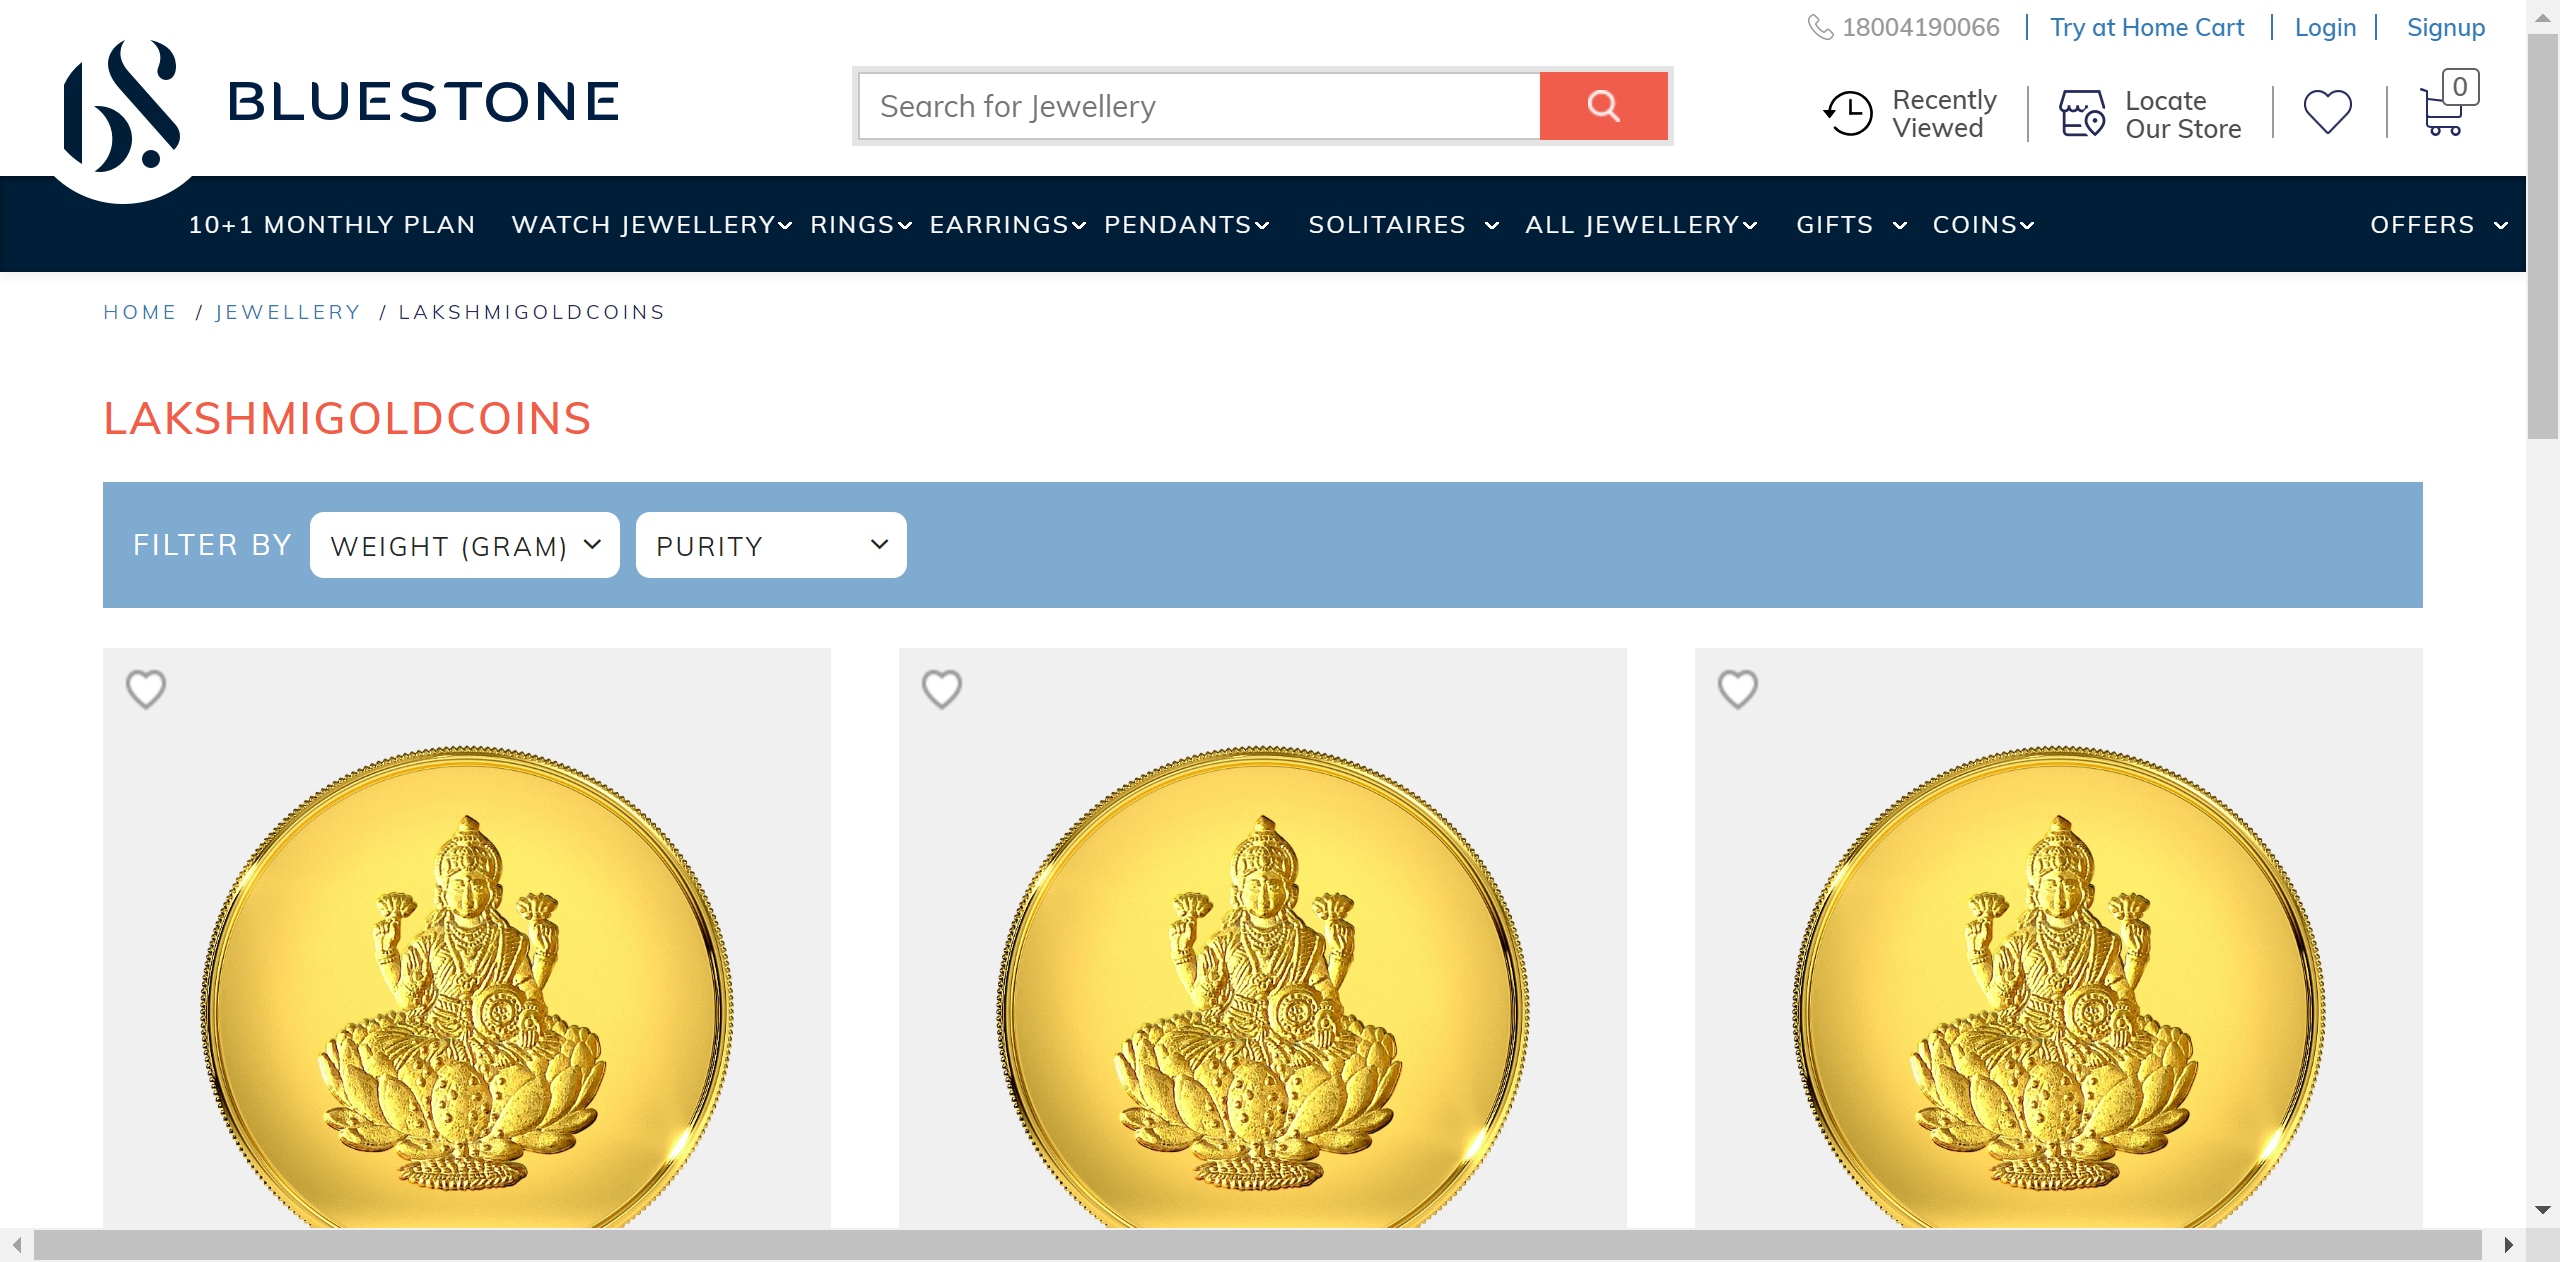 18004190066
Try at Home Cart
Login
Signup
BLUESTONE
Search for Jewellery
Recently
Viewed
Locate
Our Store
0
10+1 MONTHLY PLAN
WATCH JEWELLERY
RINGS
EARRINGS
PENDANTS
SOLITAIRES
ALL JEWELLERY
GIFTS
COINS
OFFERS
HOME / JEWELLERY / LAKSHMIGOLDCOINS
LAKSHMIGOLDCOINS
FILTER BY
WEIGHT (GRAM)
PURITY